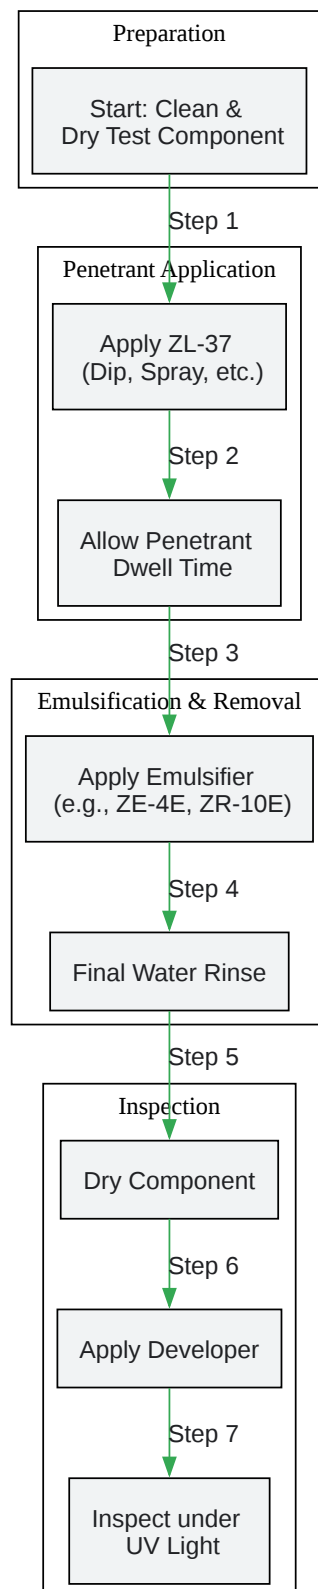 Preparation
Start: Clean &
Dry Test Component
Step 1
Penetrant Application
Apply ZL-37
(Dip, Spray, etc.)
Step 2
Allow Penetrant
Dwell Time
Step 3
Emulsification & Removal
Apply Emulsifier
(e.g., ZE-4E, ZR-10E)
Step 4
Final Water Rinse
Step 5
Inspection
Dry Component
Step 6
Apply Developer
Step 7
Inspect under
UV Light